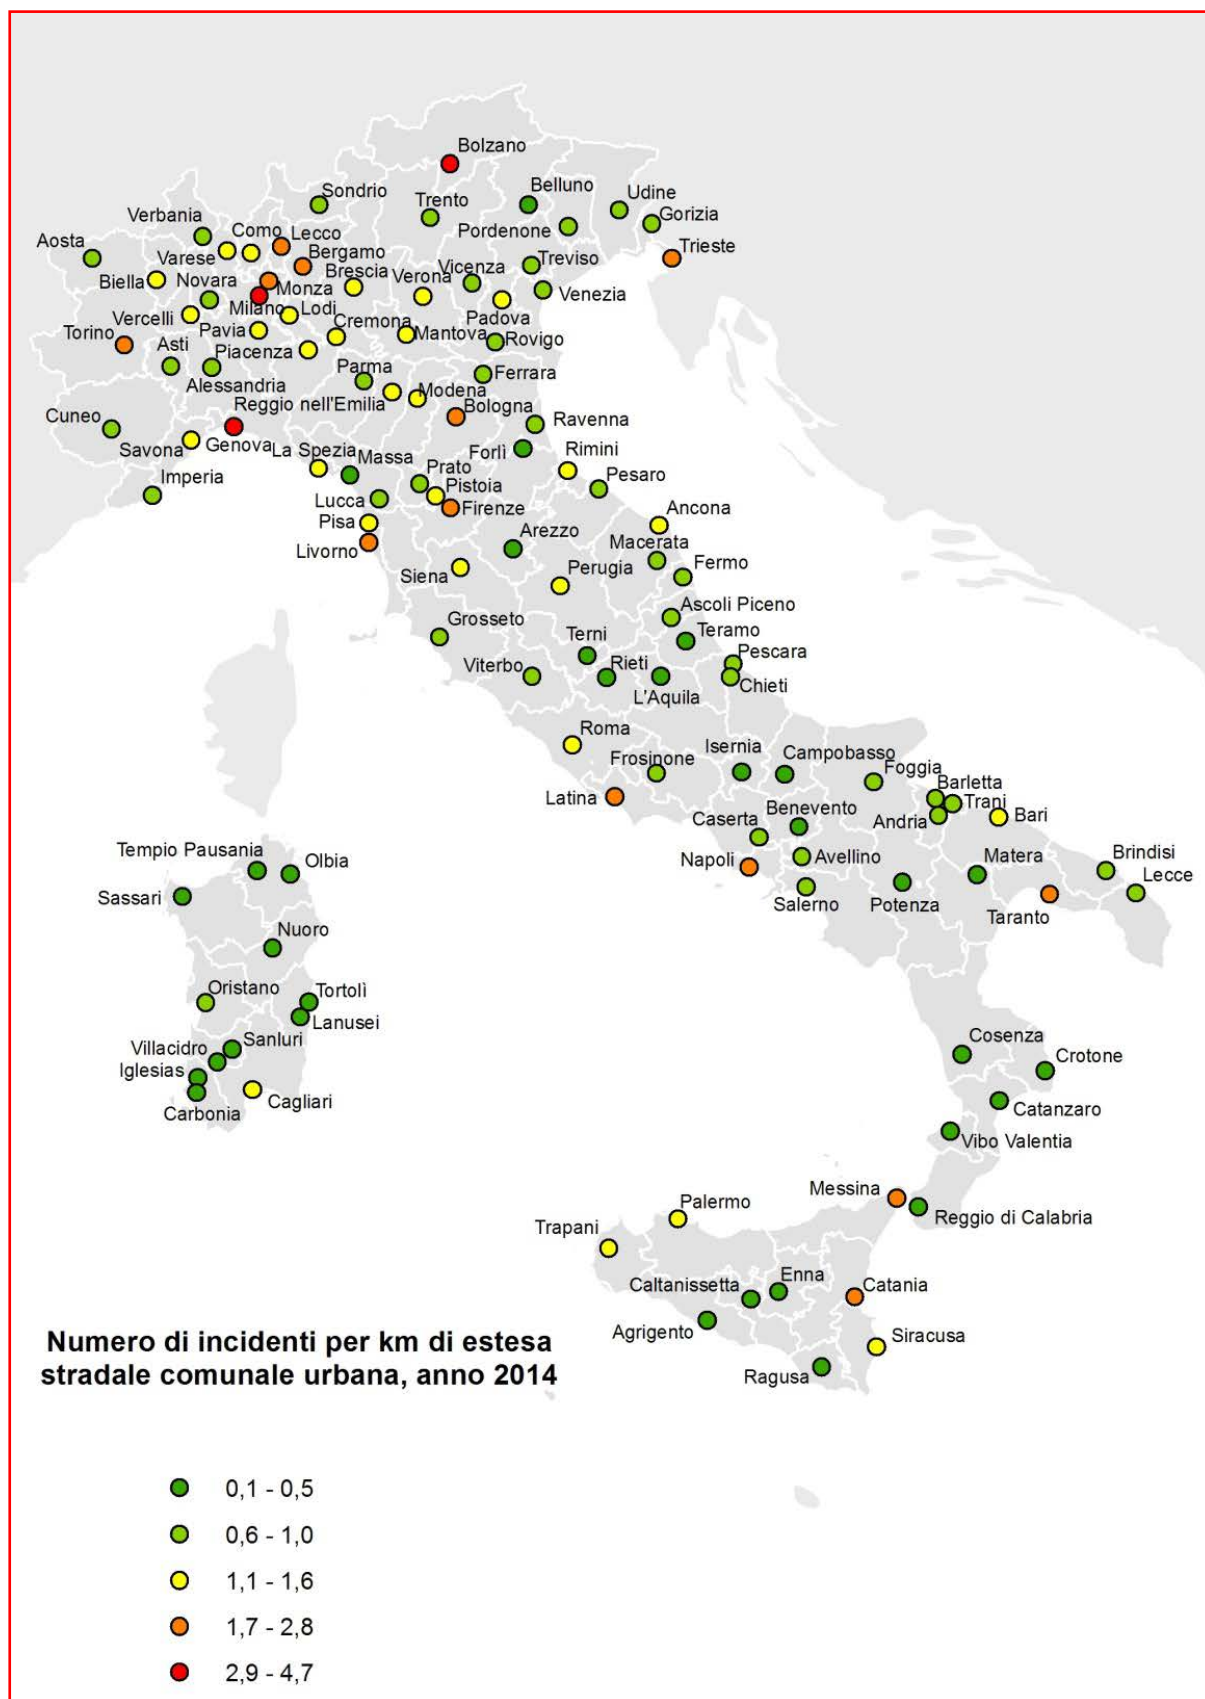 Bolzano
Sondrio
Trento
Belluno
Udine
Verbania
Pordenone
Gorizia
Aosta
Como
Lecco
Trieste
Varese
Bergamo
Biella
Novara
Brescia
Verona
Vicenza
Treviso
Monza
Venezia
Milano
Lodi
Vercelli
Padova
Torino
Pavia
Cremona
Mantova
Rovigo
Asti
Piacenza
Parma
Ferrara
Alessandria
Modena
Reggio nell'Emilia
Bologna
Cuneo
Ravenna
Savona
Genova
La Spezia
Massa
Forlì
Rimini
Imperia
Prato
Pistoia
Pesaro
Lucca
Firenze
Pisa
Ancona
Livorno
Arezzo
Macerata
Siena
Perugia
Fermo
Grosseto
Ascoli Piceno
Terni
Teramo
Viterbo
Rieti
Pescara
L'Aquila
Chieti
Roma
Isernia
Campobasso
Frosinone
Foggia
Barletta
Latina
Trani
Benevento
Caserta
Andria
Bari
Tempio Pausania
Olbia
Napoli
Avellino
Matera
Brindisi
Sassari
Salerno
Potenza
Lecce
Taranto
Nuoro
Oristano
Tortolì
Lanusei
Villacidro
Sanluri
Cosenza
Iglesias
Crotone
Carbonia
Cagliari
Catanzaro
Vibo Valentia
Messina
Palermo
Reggio di Calabria
Trapani
Caltanissetta
Enna
Catania
Agrigento
Siracusa
Ragusa
Numero di incidenti per km di estesa
stradale comunale urbana, anno 2014
0,1 - 0,5
0,6 - 1,0
1,1 - 1,6
1,7 - 2,8
2,9 - 4,7